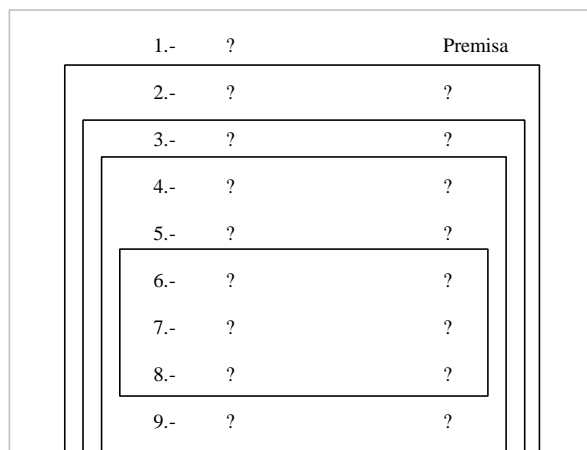 1.- ? Premisa
2.- ? ?
3.- ? ?
4.- ? ?
5.- ? ?
6.- ? ?
7.- ? ?
8.- ? ?
9.- ? ?